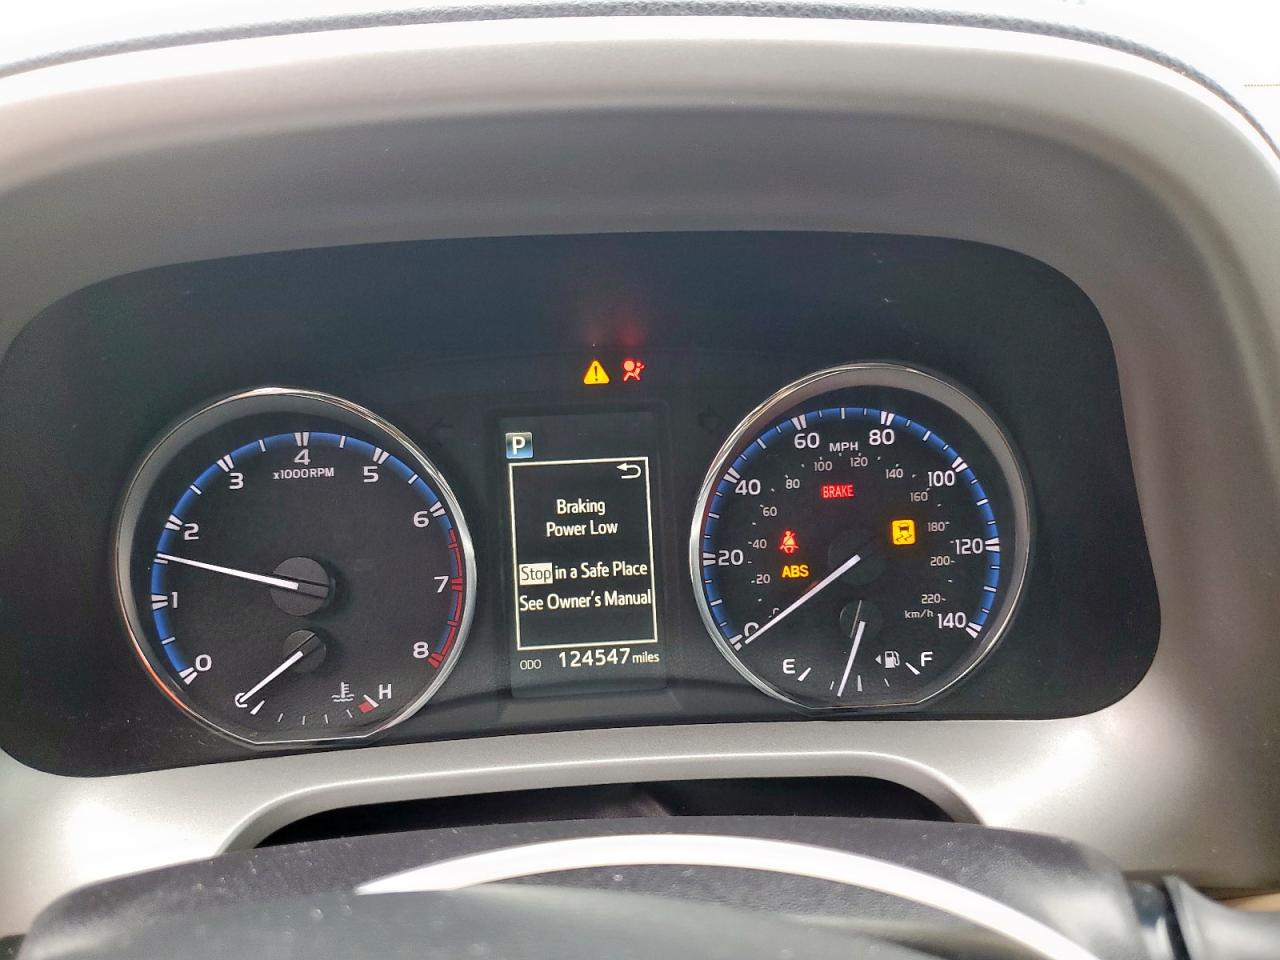 P
Braking
Power Low
Stop in a Safe Place
See Owner's Manual
ODO 124547 miles
0 1 2 3 4 5 6 7 8
x1000RPM
C H
BRAKE
ABS
MPH
0 20 40 60 80 100 120 140
0 20 40 60 80 100 120 140 160 180 200 220
km/h
E F